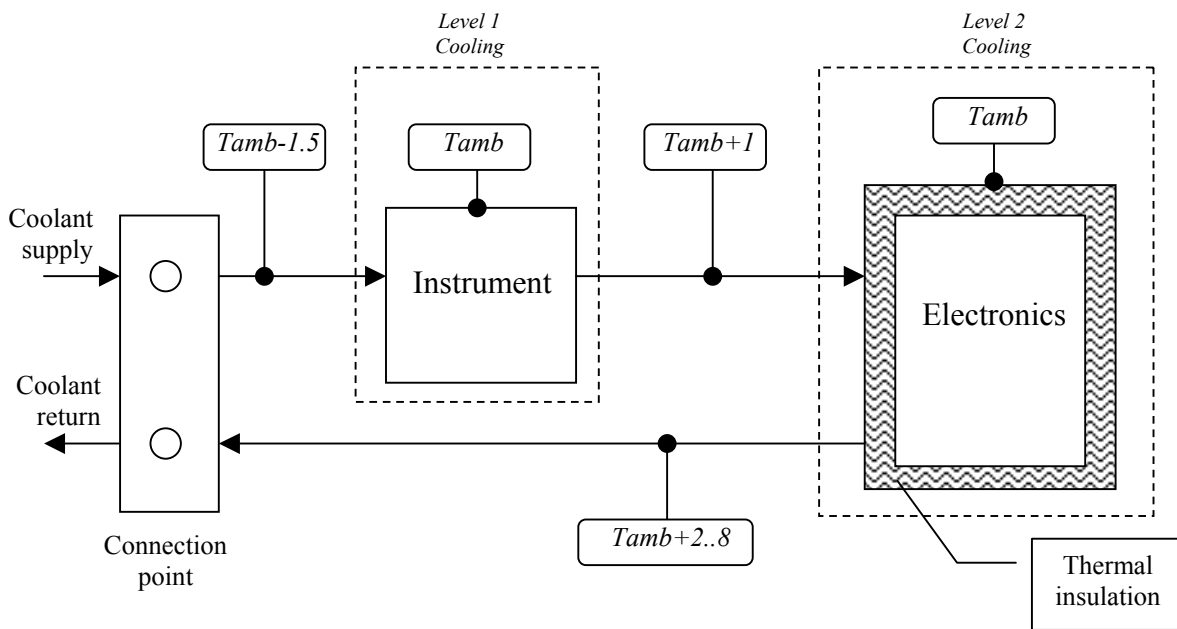 Level 1
Cooling
Level 2
Cooling
Tamb-1.5
Tamb
Tamb+1
Tamb
Coolant
supply
Instrument
Electronics
Coolant
return
Tamb+2..8
Connection
point
Thermal
insulation